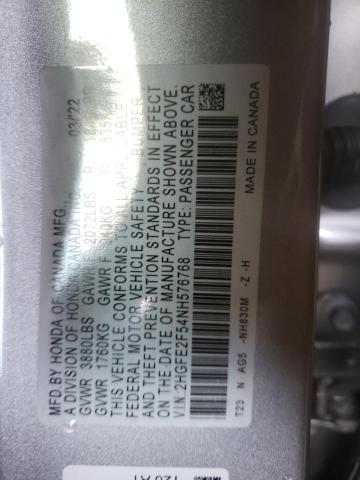 MFD BY HONDA OF CANADA MFG. 03/22
A DIVISION OF HONDA CANADA INC.
GVWR 3880LBS GAWR F 2072LBS R
GVWR 1760KG GAWR F 940KG R 835
THIS VEHICLE CONFORMS TO ALL APPLICABLE
FEDERAL MOTOR VEHICLE SAFETY BUMPER
AND THEFT PREVENTION STANDARDS IN EFFECT
ON THE DATE OF MANUFACTURE SHOWN ABOVE.
V.I.N. 2HGFE2F54NH576768 TYPE: PASSENGER CAR
T23 N AG5 -NH830M -Z -H MADE IN CANADA